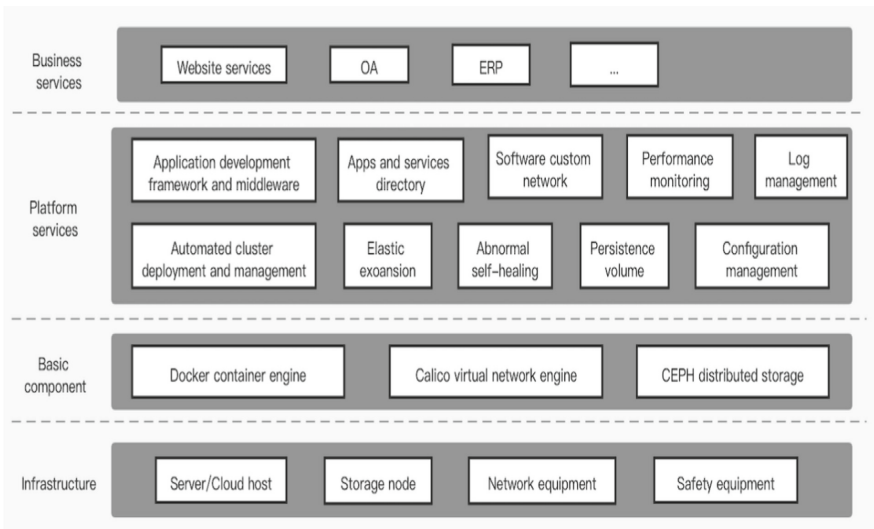 Business
services
Website services
OA
ERP
...
Platform
services
Application development
framework and middleware
Apps and services
directory
Software custom
network
Performance
monitoring
Log
management
Automated cluster
deployment and management
Elastic
exoansion
Abnormal
self-healing
Persistence
volume
Configuration
management
Basic
component
Docker container engine
Calico virtual network engine
CEPH distributed storage
Infrastructure
Server/Cloud host
Storage node
Network equipment
Safety equipment